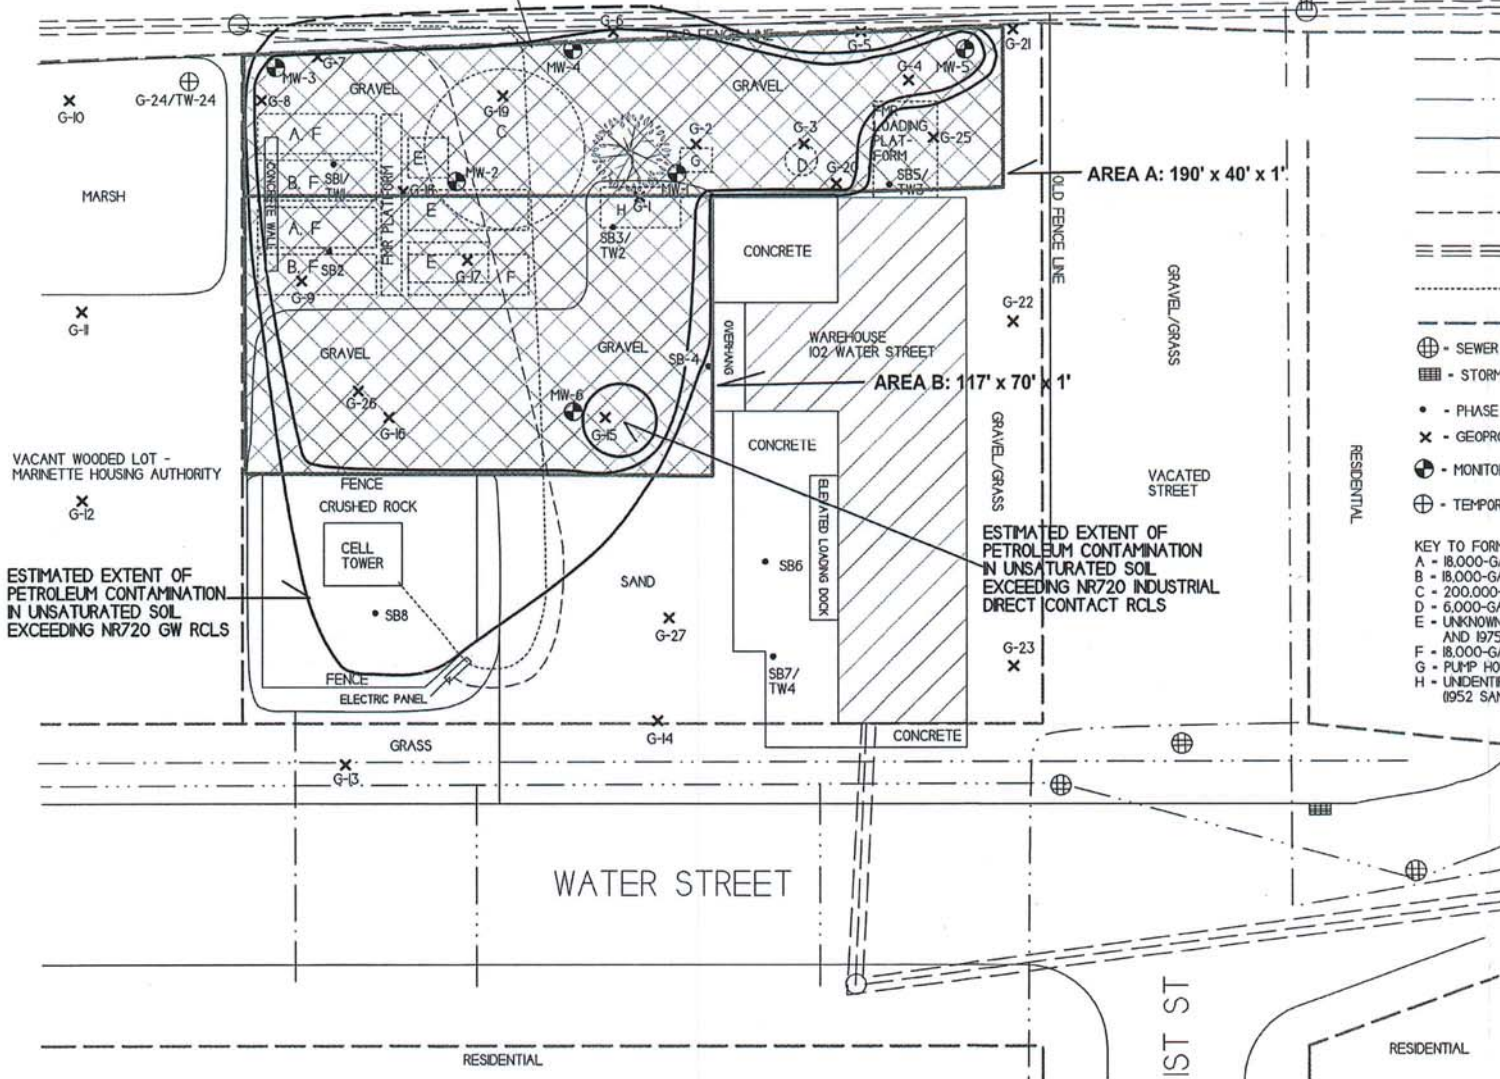 G-6
OLD FENCE LINE
G-5
G-21
MW-3
G-7
MW-4
G-4
MW-5
G-24/TW-24
G-8
GRAVEL
G-19
C
GRAVEL
G-10
A, F
E
G-2
G
G-3
D
FMR
LOADING
PLAT-
FORM
G-25
MARSH
CONCRETE WALL
B, F
SB1/
TW1
FMR PLATFORM
G-18
MW-2
MW-1
G-20
SB5/
TW3
AREA A: 190' x 40' x 1'
OLD FENCE LINE
A, F
E
H
G-1
SB3/
TW2
CONCRETE
B, F
SB2
G-9
E
G-17
F
G-11
GRAVEL
GRAVEL
SB-4
OVERHANG
WAREHOUSE
102 WATER STREET
G-22
GRAVEL/GRASS
AREA B: 117' x 70' x 1'
G-26
G-16
MW-6
G-15
CONCRETE
GRAVEL/GRASS
VACANT WOODED LOT -
MARINETTE HOUSING AUTHORITY
G-12
FENCE
CRUSHED ROCK
CELL
TOWER
ELEVATED LOADING DOCK
VACATED
STREET
RESIDENTIAL
ESTIMATED EXTENT OF
PETROLEUM CONTAMINATION
IN UNSATURATED SOIL
EXCEEDING NR720 INDUSTRIAL
DIRECT CONTACT RCLS
ESTIMATED EXTENT OF
PETROLEUM CONTAMINATION
IN UNSATURATED SOIL
EXCEEDING NR720 GW RCLS
SB8
SAND
G-27
SB6
SB7/
TW4
G-23
FENCE
ELECTRIC PANEL
G-14
CONCRETE
GRASS
G-13
- SEWER
- STORM
- PHASE
- GEOPRO
- MONITO
- TEMPOR
KEY TO FORM
A - 18,000-GA
B - 18,000-GA
C - 200,000-
D - 6,000-GA
E - UNKNOWN
AND 1975
F - 18,000-GA
G - PUMP HO
H - UNIDENTIF
(1952 SAN
WATER STREET
IST ST
RESIDENTIAL
RESIDENTIAL